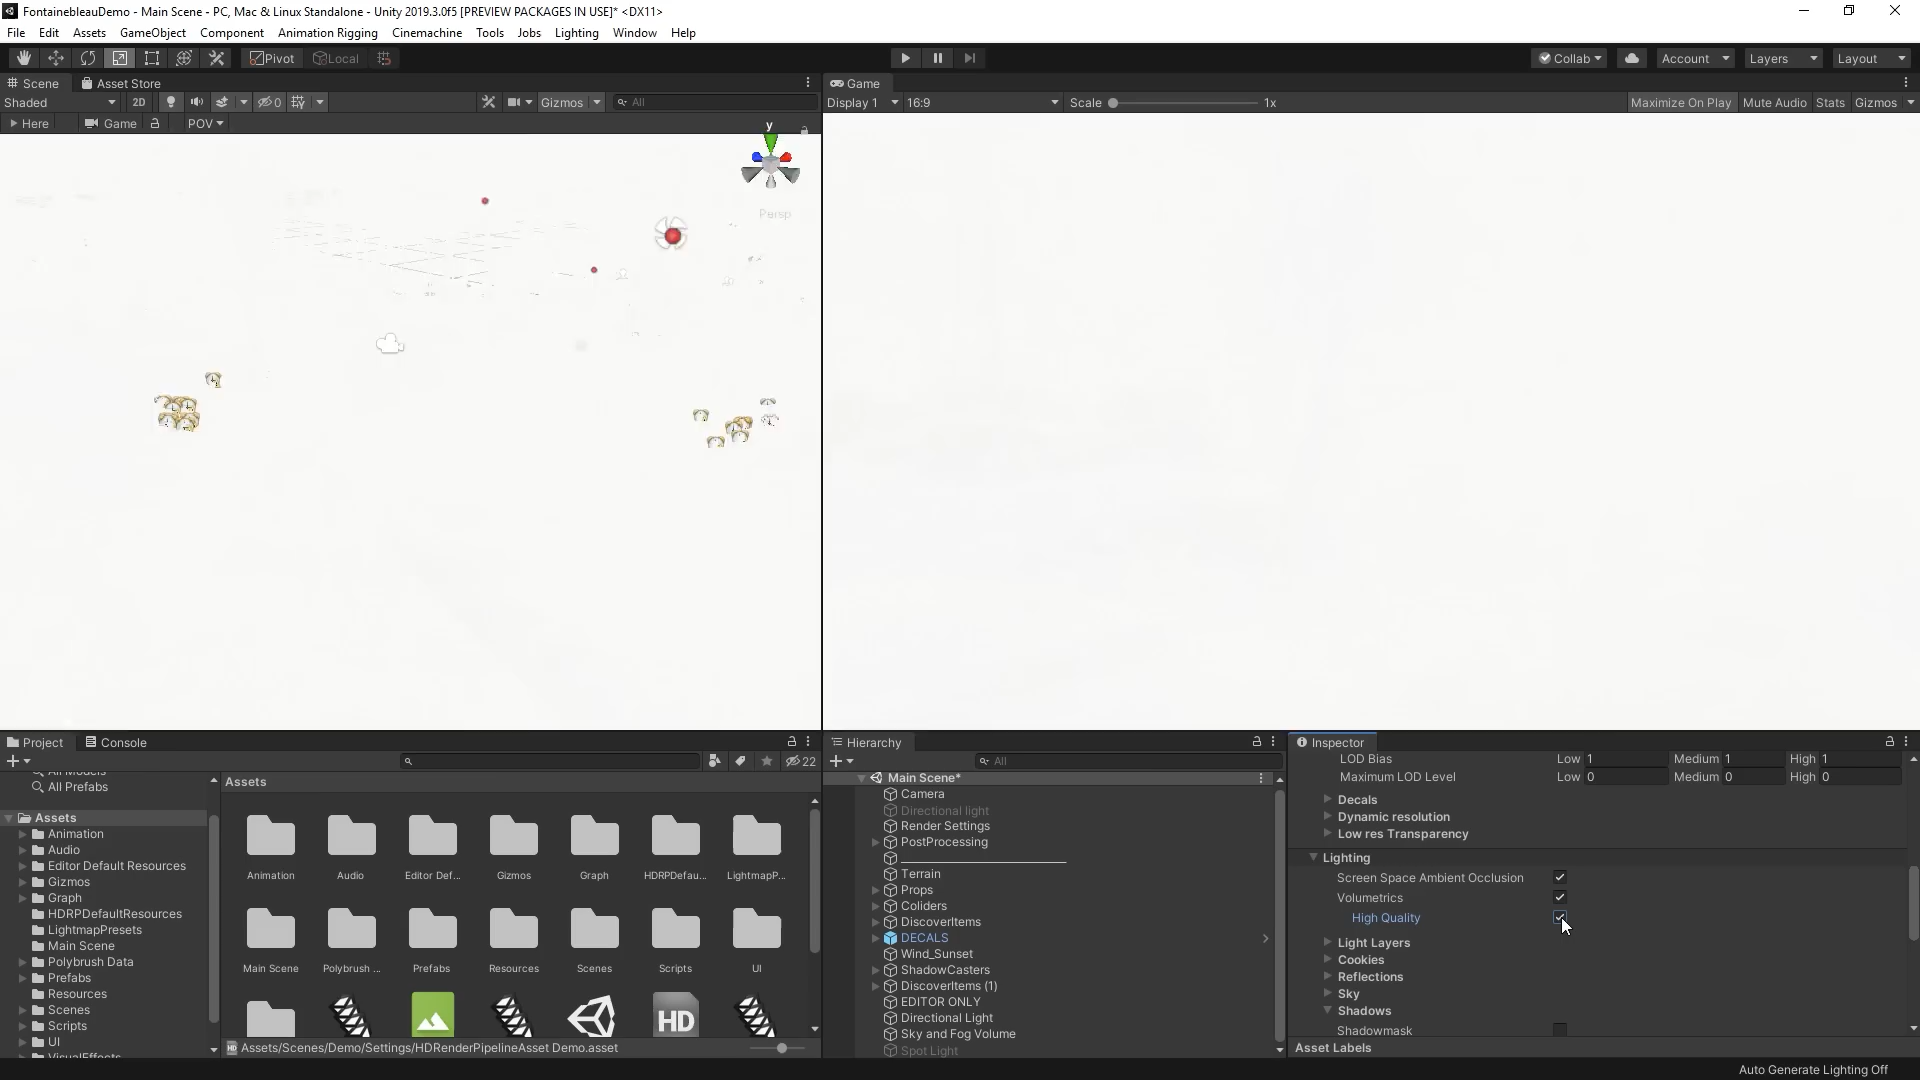 FontainebleauDemo - Main Scene - PC, Mac & Linux Standalone - Unity 2019.3.0f5 [PREVIEW PACKAGES IN USE]* <DX11>
File Edit Assets GameObject Component Animation Rigging Cinemachine Tools Jobs Lighting Window Help
Pivot Local Collab Account Layers Layout
Scene Asset Store Game
Shaded 2D 0 Gizmos All Display 1 16:9 Scale 1x Maximize On Play Mute Audio Stats Gizmos
Here Game POV
y
Persp
Project Console Hierarchy Inspector
22 All
All Models
All Prefabs
Assets
Animation
Audio
Editor Default Resources
Gizmos
Graph
HDRPDefaultResources
LightmapPresets
Main Scene
Polybrush Data
Prefabs
Resources
Scenes
Scripts
UI
VisualEffects
Assets
Animation Audio Editor Def... Gizmos Graph HDRPDefau... LightmapP...
Main Scene Polybrush ... Prefabs Resources Scenes Scripts UI
HD
Assets/Scenes/Demo/Settings/HDRenderPipelineAsset Demo.asset
Main Scene*
Camera
Directional light
Render Settings
PostProcessing
Terrain
Props
Coliders
DiscoverItems
DECALS
Wind_Sunset
ShadowCasters
DiscoverItems (1)
EDITOR ONLY
Directional Light
Sky and Fog Volume
Spot Light
LOD Bias Low 1 Medium 1 High 1
Maximum LOD Level Low 0 Medium 0 High 0
Decals
Dynamic resolution
Low res Transparency
Lighting
Screen Space Ambient Occlusion
Volumetrics
High Quality
Light Layers
Cookies
Reflections
Sky
Shadows
Shadowmask
Asset Labels
Auto Generate Lighting Off